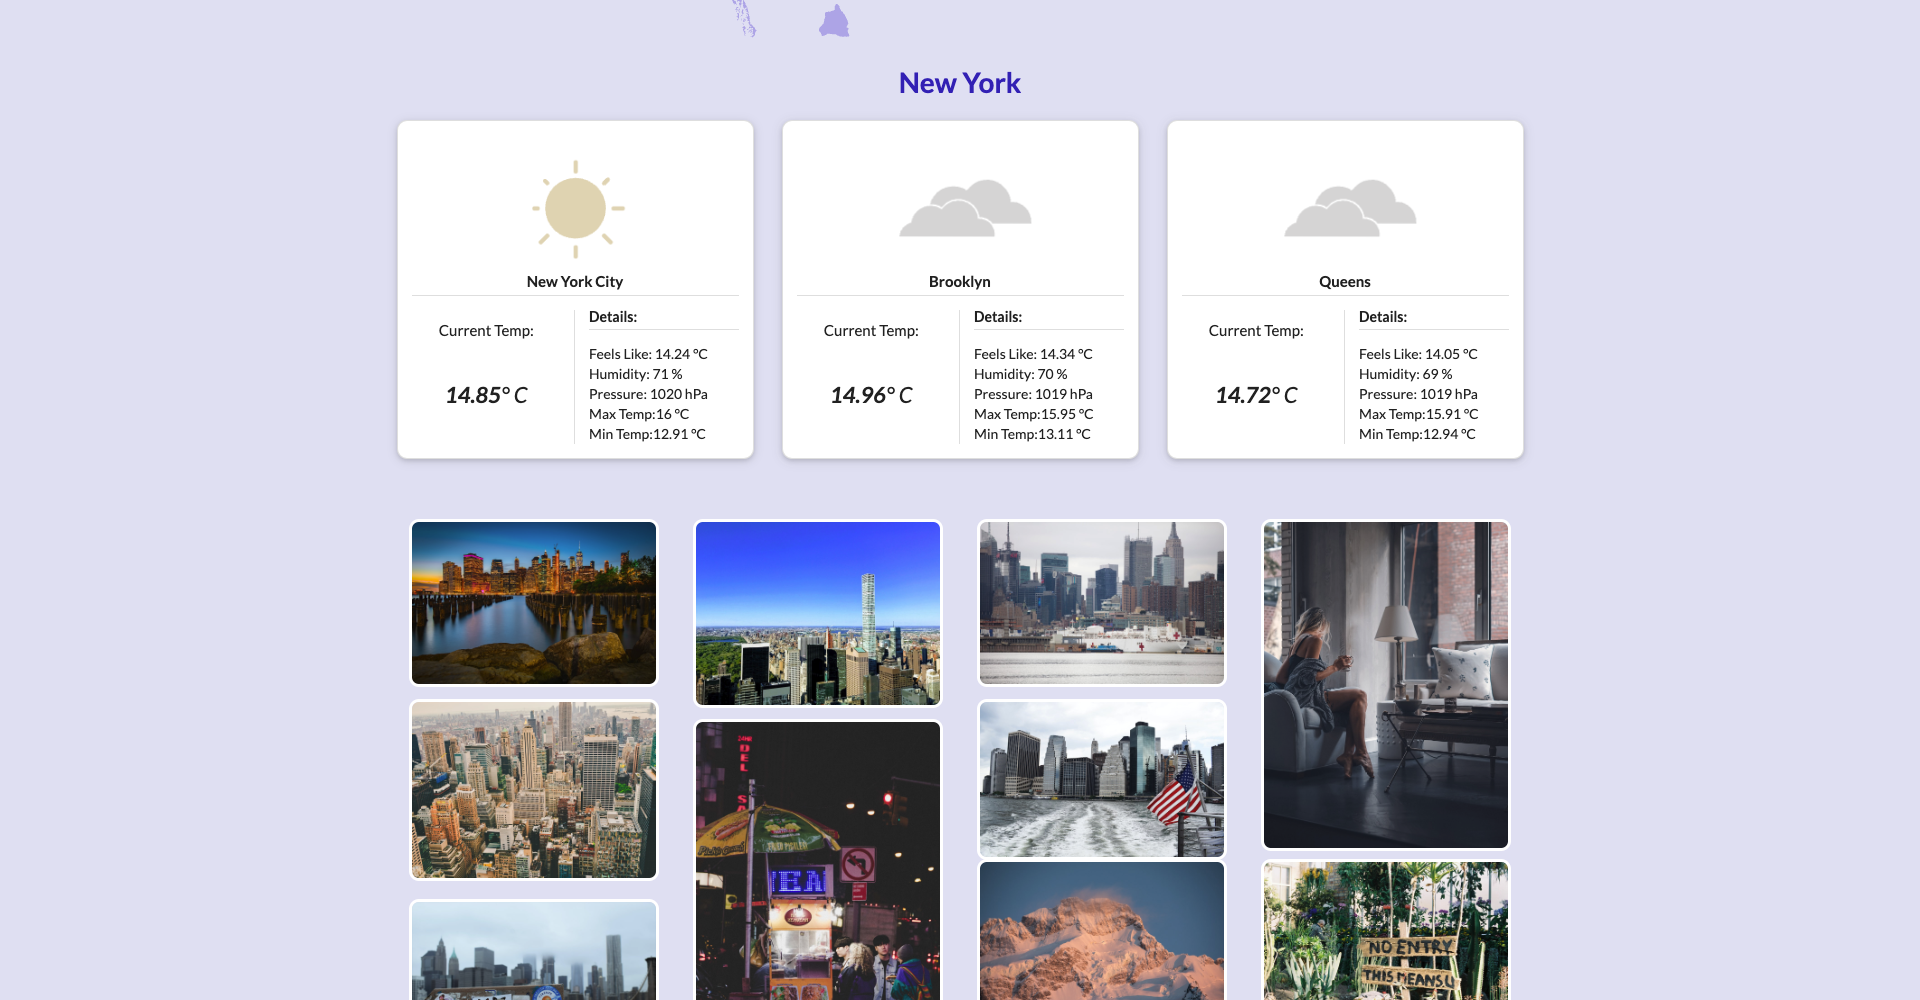 New York
New York City
Current Temp:
14.85° C
Details:
Feels Like: 14.24 °C
Humidity: 71 %
Pressure: 1020 hPa
Max Temp:16 °C
Min Temp:12.91 °C
Brooklyn
Current Temp:
14.96° C
Details:
Feels Like: 14.34 °C
Humidity: 70 %
Pressure: 1019 hPa
Max Temp:15.95 °C
Min Temp:13.11 °C
Queens
Current Temp:
14.72° C
Details:
Feels Like: 14.05 °C
Humidity: 69 %
Pressure: 1019 hPa
Max Temp:15.91 °C
Min Temp:12.94 °C
DEL
NO ENTRY
THIS MEANS U